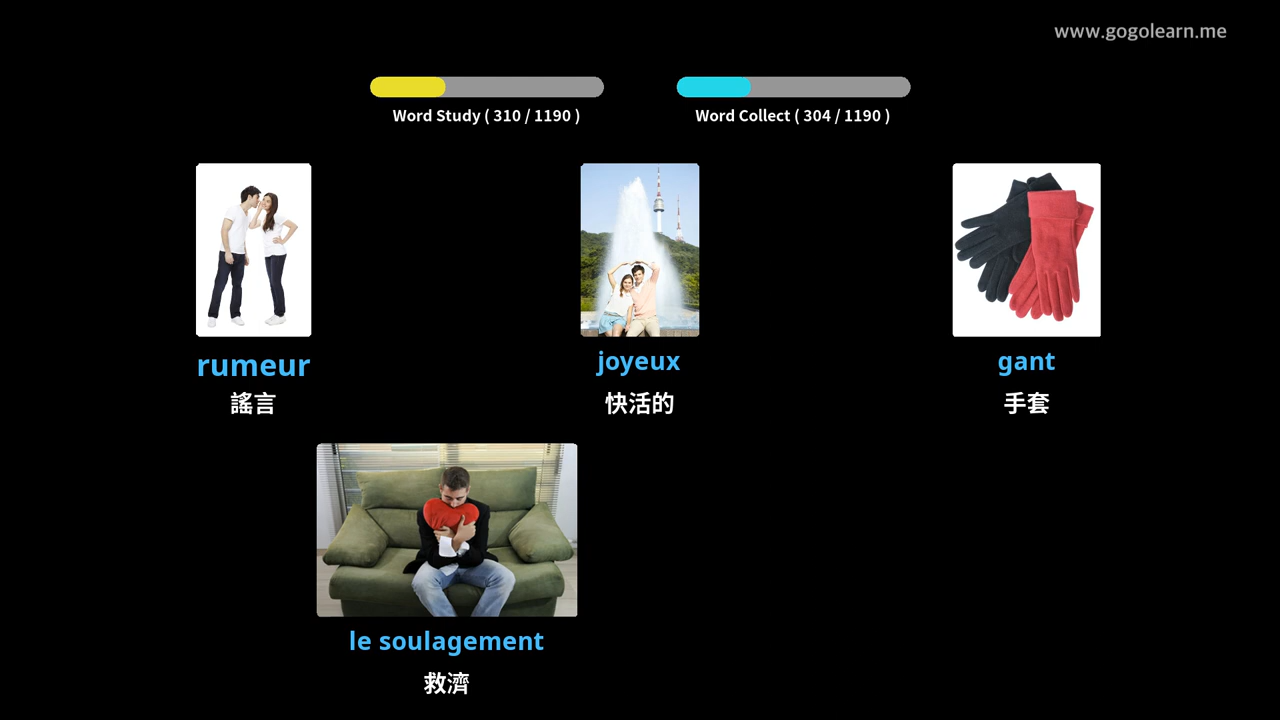 www.gogolearn.me
Word Study ( 310 / 1190 )
Word Collect ( 304 / 1190 )
rumeur
謠言
joyeux
快活的
gant
手套
le soulagement
救濟